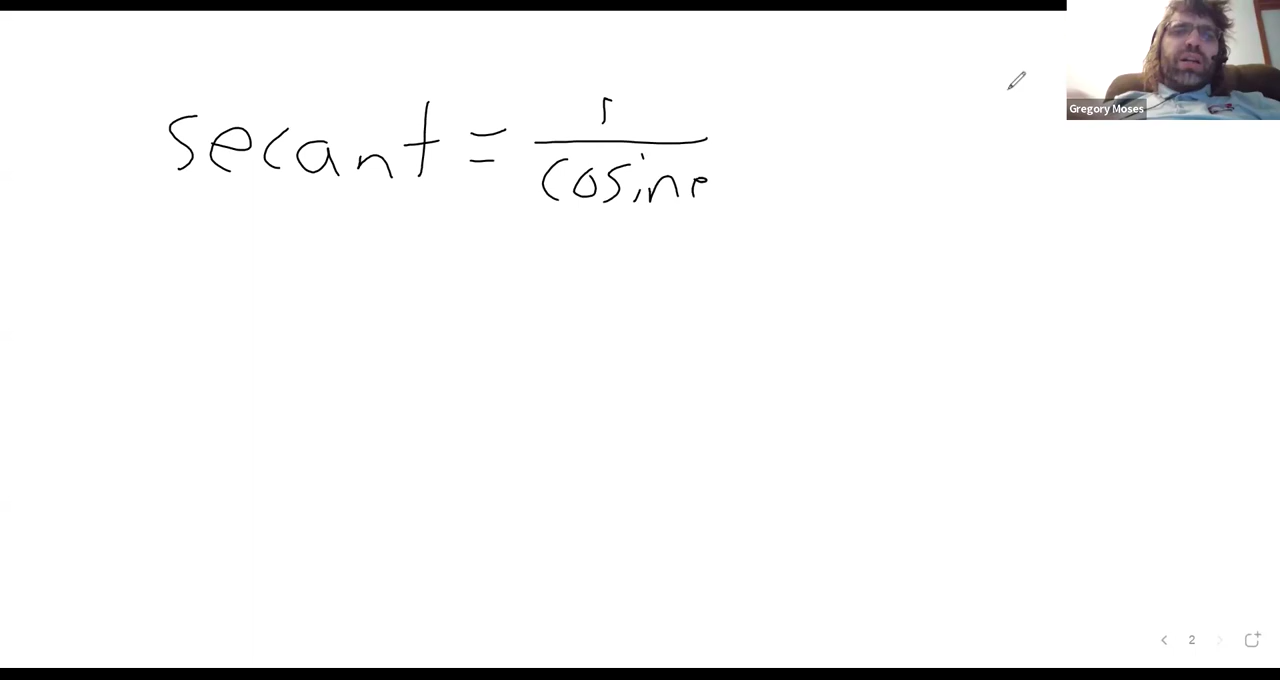 secant = 1/cosine
Gregory Moses
2